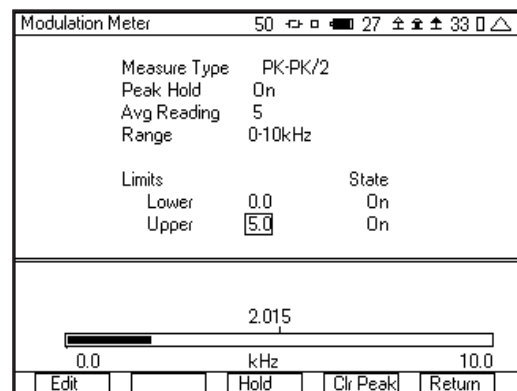 Modulation Meter 50 27 33
Measure Type PK-PK/2
Peak Hold On
Avg Reading 5
Range 0-10kHz
Limits State
Lower 0.0 On
Upper 5.0 On
2.015
0.0 kHz 10.0
Edit Hold Clr Peak Return